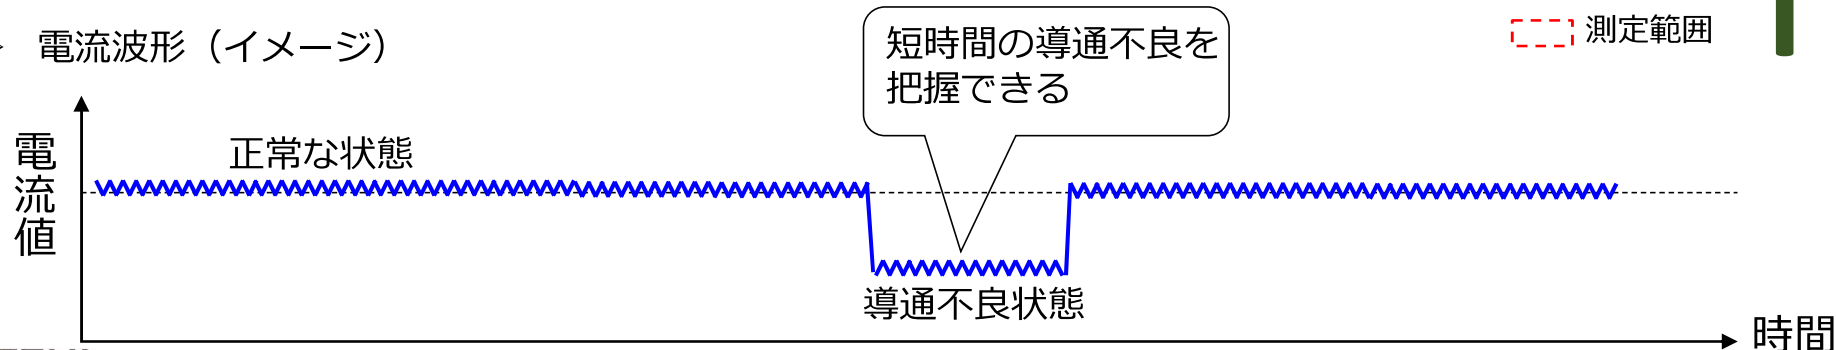 電流波形（イメージ）
短時間の導通不良を
把握できる
測定範囲
電流値
正常な状態
導通不良状態
時間